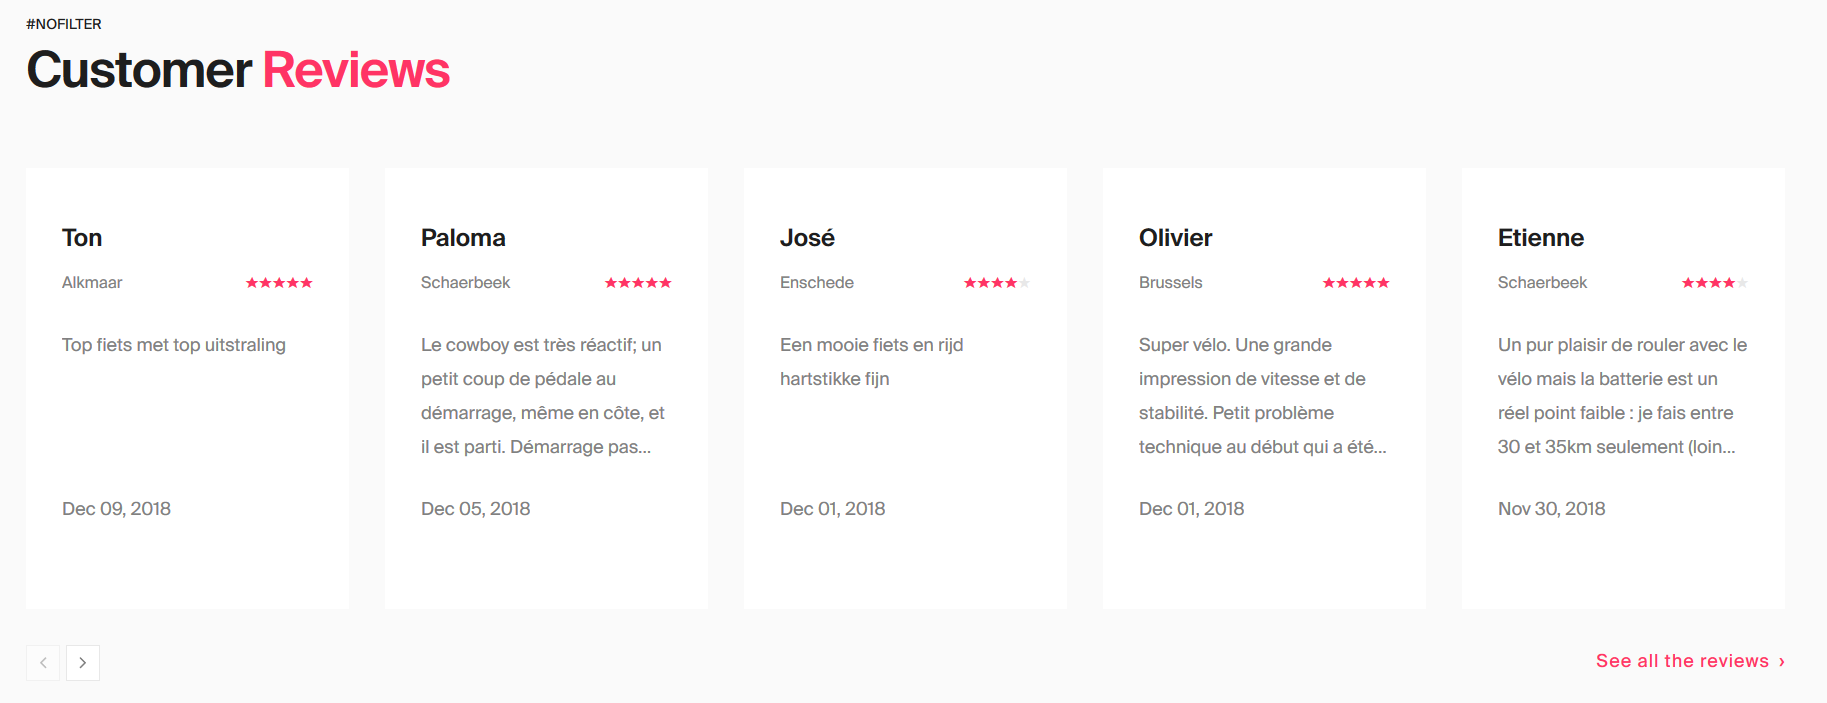 #NOFILTER
Customer Reviews
Ton
Alkmaar
Top fiets met top uitstraling
Dec 09, 2018
Paloma
Schaerbeek
Le cowboy est très réactif; un
petit coup de pédale au
démarrage, même en côte, et
il est parti. Démarrage pas...
Dec 05, 2018
José
Enschede
Een mooie fiets en rijd
hartstikke fijn
Dec 01, 2018
Olivier
Brussels
Super vélo. Une grande
impression de vitesse et de
stabilité. Petit problème
technique au début qui a été...
Dec 01, 2018
Etienne
Schaerbeek
Un pur plaisir de rouler avec le
vélo mais la batterie est un
réel point faible : je fais entre
30 et 35km seulement (loin...
Nov 30, 2018
See all the reviews ›